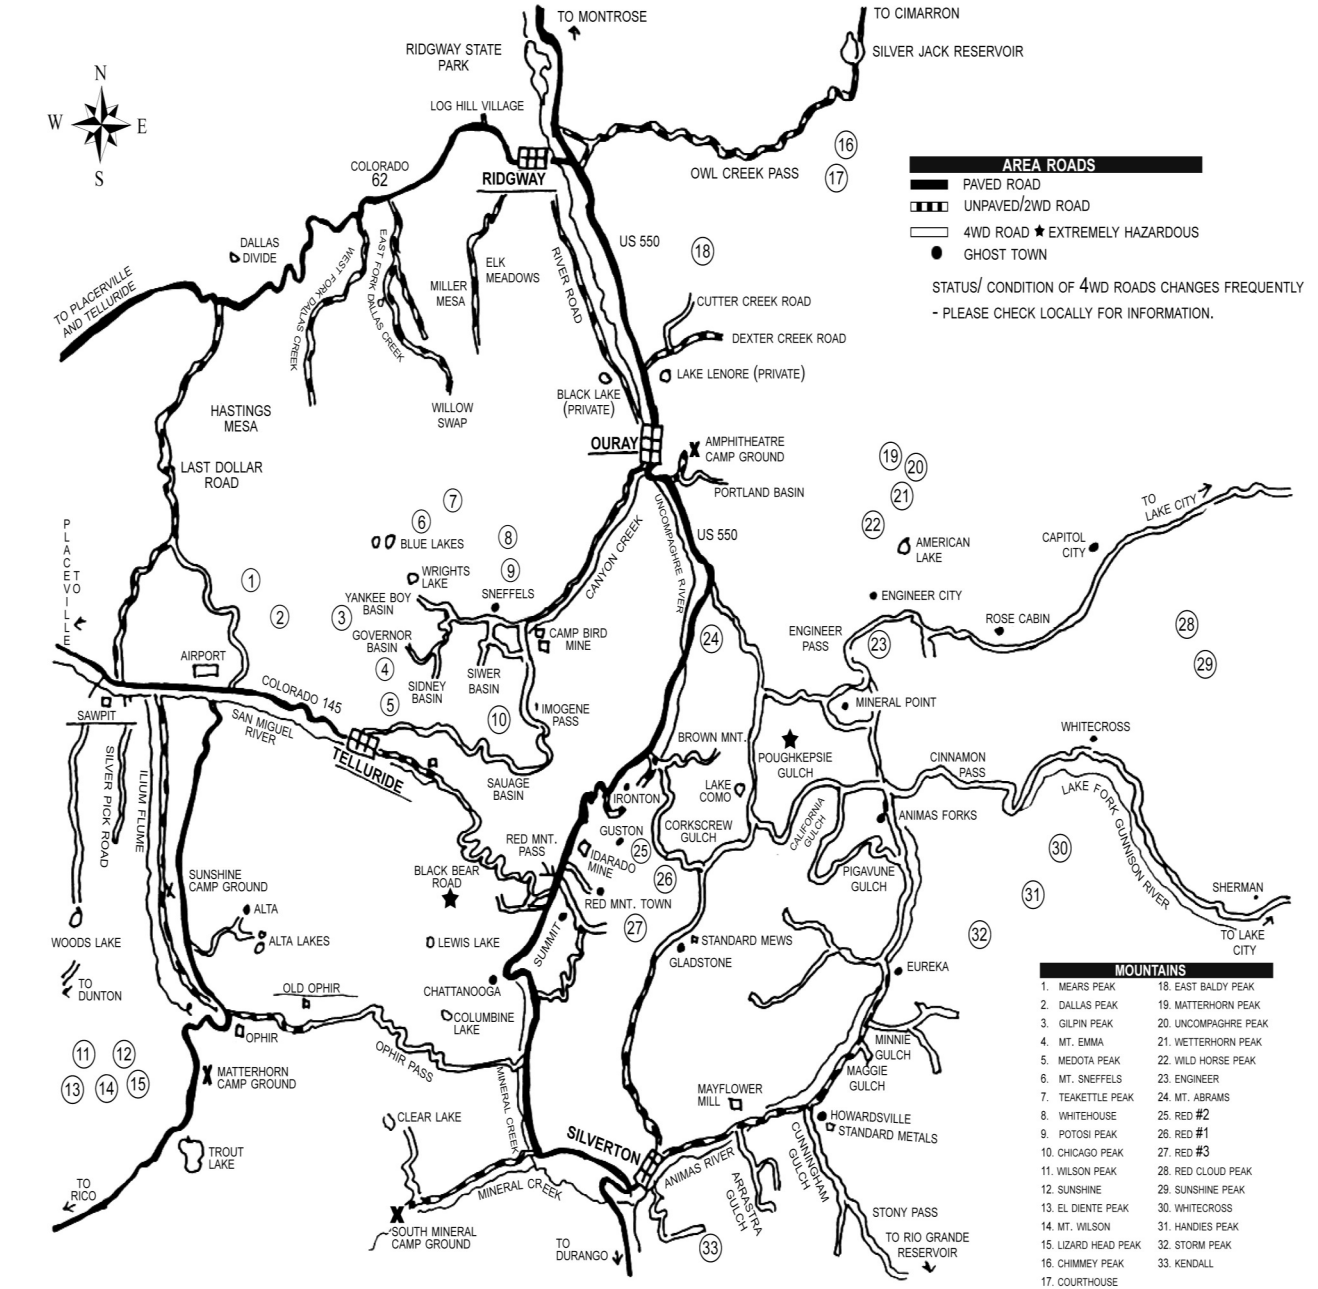 TO MONTROSE
TO CIMARRON
RIDGWAY STATE
PARK
SILVER JACK RESERVOIR
N
W
E
S
LOG HILL VILLAGE
COLORADO
62
RIDGWAY
OWL CREEK PASS
16
17
AREA ROADS
PAVED ROAD
UNPAVED/2WD ROAD
4WD ROAD ★ EXTREMELY HAZARDOUS
GHOST TOWN
STATUS/ CONDITION OF 4WD ROADS CHANGES FREQUENTLY
- PLEASE CHECK LOCALLY FOR INFORMATION.
DALLAS
DIVIDE
US 550
18
TO PLACERVILLE
AND TELLURIDE
WEST FORK DALLAS CREEK
EAST FORK DALLAS CREEK
MILLER
MESA
ELK
MEADOWS
RIVER ROAD
CUTTER CREEK ROAD
DEXTER CREEK ROAD
LAKE LENORE (PRIVATE)
BLACK LAKE
(PRIVATE)
WILLOW
SWAP
HASTINGS
MESA
OURAY
AMPHITHEATRE
CAMP GROUND
PORTLAND BASIN
LAST DOLLAR
ROAD
19
20
21
22
TO
LAKE CITY
PLACEVILLE
TO
7
6
BLUE LAKES
8
9
UNCOMPAGHRE RIVER
US 550
CANYON CREEK
AMERICAN
LAKE
CAPITOL
CITY
WRIGHTS
LAKE
SNEFFELS
YANKEE BOY
BASIN
1
2
3
GOVERNOR
BASIN
4
SIDNEY
BASIN
SIWER
BASIN
CAMP BIRD
MINE
ENGINEER CITY
ROSE CABIN
ENGINEER
PASS
23
24
28
29
AIRPORT
COLORADO 145
5
10
IMOGENE
PASS
MINERAL POINT
SAWPIT
SAN MIGUEL
RIVER
TELLURIDE
SAUAGE
BASIN
BROWN MNT.
POUGHKEPSIE
GULCH
WHITECROSS
CINNAMON
PASS
SILVER PICK ROAD
ILIUM FLUME
LAKE
COMO
IRONTON
GUSTON
25
CORKSCREW
GULCH
CALIFORNIA
GULCH
ANIMAS FORKS
LAKE FORK GUNNISON RIVER
RED MNT.
PASS
IDARADO
MINE
26
PIGAVUNE
GULCH
30
31
32
SHERMAN
TO LAKE
CITY
SUNSHINE
CAMP GROUND
BLACK BEAR
ROAD
RED MNT. TOWN
27
ALTA
ALTA LAKES
WOODS LAKE
LEWIS LAKE
SUMMIT
STANDARD MEWS
GLADSTONE
EUREKA
TO
DUNTON
OLD OPHIR
CHATTANOOGA
COLUMBINE
LAKE
OPHIR
OPHIR PASS
MINNIE
GULCH
MAGGIE
GULCH
11
12
13
14
15
MATTERHORN
CAMP GROUND
MINERAL CREEK
MAYFLOWER
MILL
HOWARDSVILLE
STANDARD METALS
CLEAR LAKE
SILVERTON
TROUT
LAKE
TO
RICO
MINERAL CREEK
ANIMAS RIVER
ARRASTRA
GULCH
CUNNINGHAM
GULCH
STONY PASS
TO RIO GRANDE
RESERVOIR
SOUTH MINERAL
CAMP GROUND
TO
DURANGO
33
MOUNTAINS
1. MEARS PEAK
2. DALLAS PEAK
3. GILPIN PEAK
4. MT. EMMA
5. MEDOTA PEAK
6. MT. SNEFFELS
7. TEAKETTLE PEAK
8. WHITEHOUSE
9. POTOSI PEAK
10. CHICAGO PEAK
11. WILSON PEAK
12. SUNSHINE
13. EL DIENTE PEAK
14. MT. WILSON
15. LIZARD HEAD PEAK
16. CHIMMEY PEAK
17. COURTHOUSE
18. EAST BALDY PEAK
19. MATTERHORN PEAK
20. UNCOMPAGHRE PEAK
21. WETTERHORN PEAK
22. WILD HORSE PEAK
23. ENGINEER
24. MT. ABRAMS
25. RED #2
26. RED #1
27. RED #3
28. RED CLOUD PEAK
29. SUNSHINE PEAK
30. WHITECROSS
31. HANDIES PEAK
32. STORM PEAK
33. KENDALL